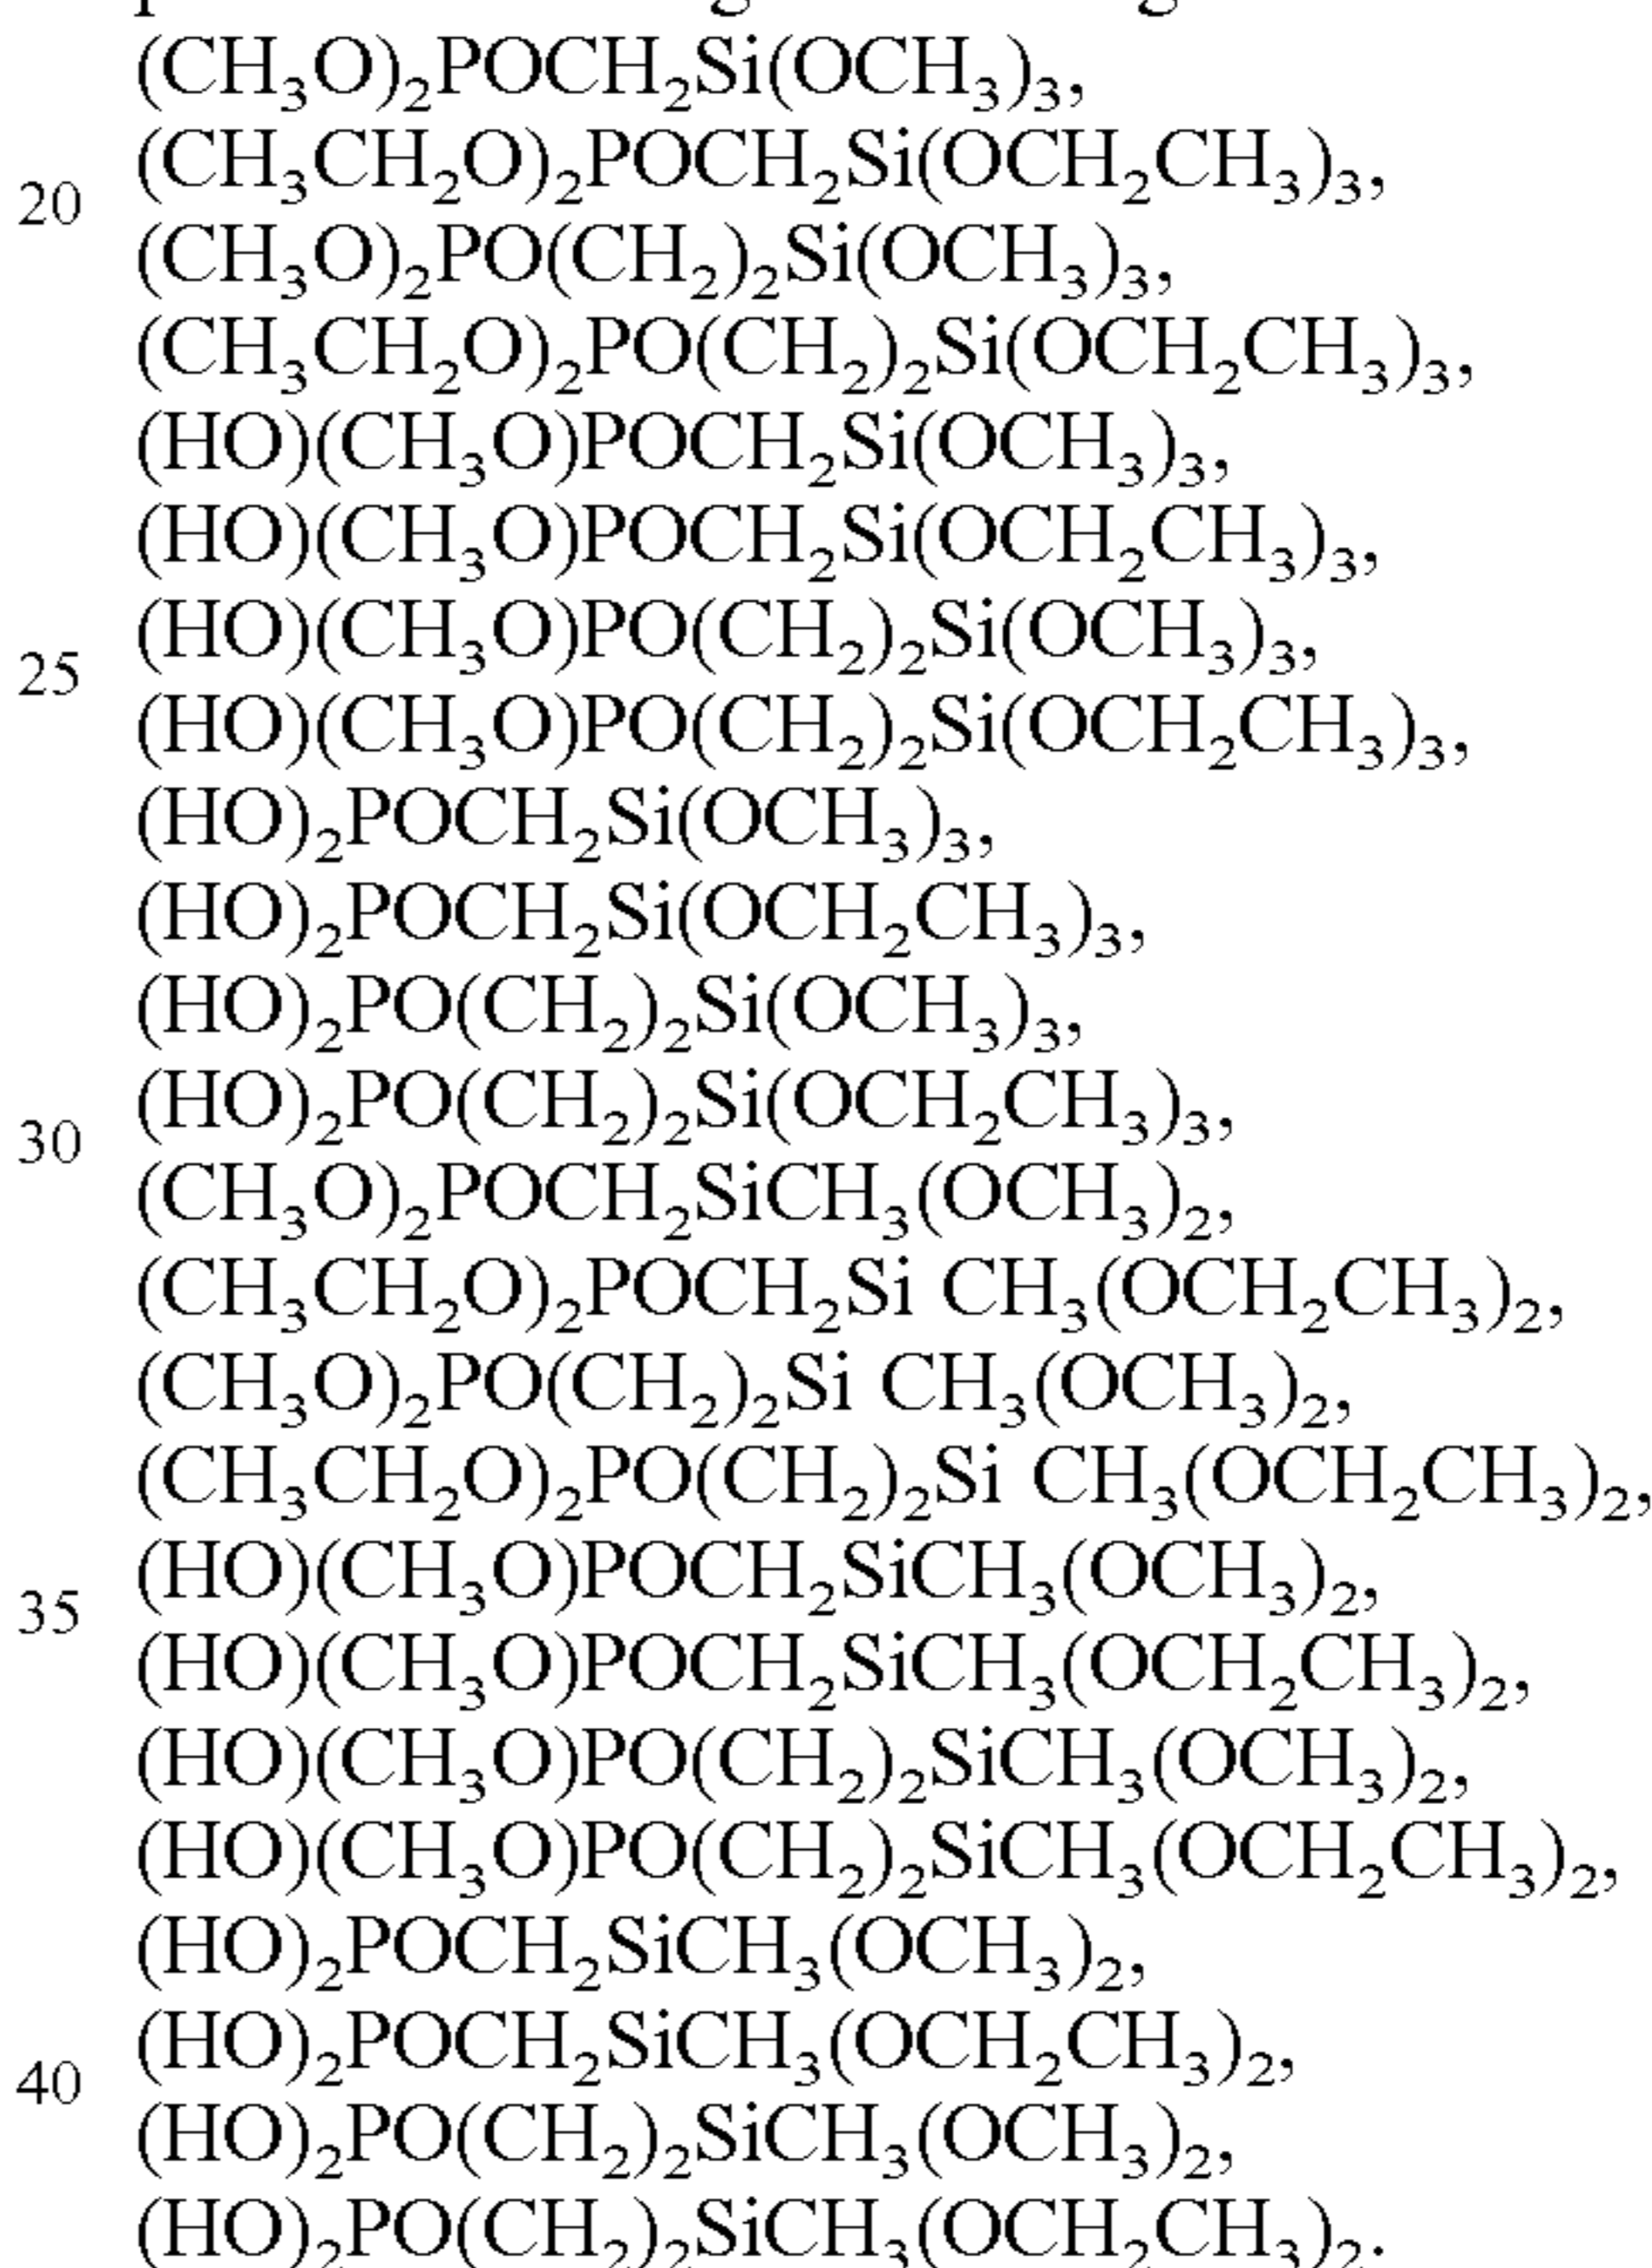 (CH₃O)₂POCH₂Si(OCH₃)₃,
(CH₃CH₂O)₂POCH₂Si(OCH₂CH₃)₃,
20
(CH₃O)₂PO(CH₂)₂Si(OCH₃)₃,
(CH₃CH₂O)₂PO(CH₂)₂Si(OCH₂CH₃)₃,
(HO)(CH₃O)POCH₂Si(OCH₃)₃,
(HO)(CH₃O)POCH₂Si(OCH₂CH₃)₃,
(HO)(CH₃O)PO(CH₂)₂Si(OCH₃)₃,
25
(HO)(CH₃O)PO(CH₂)₂Si(OCH₂CH₃)₃,
(HO)₂POCH₂Si(OCH₃)₃,
(HO)₂POCH₂Si(OCH₂CH₃)₃,
(HO)₂PO(CH₂)₂Si(OCH₃)₃,
(HO)₂PO(CH₂)₂Si(OCH₂CH₃)₃,
30
(CH₃O)₂POCH₂SiCH₃(OCH₃)₂,
(CH₃CH₂O)₂POCH₂Si CH₃(OCH₂CH₃)₂,
(CH₃O)₂PO(CH₂)₂Si CH₃(OCH₃)₂,
(CH₃CH₂O)₂PO(CH₂)₂Si CH₃(OCH₂CH₃)₂,
(HO)(CH₃O)POCH₂SiCH₃(OCH₃)₂,
35
(HO)(CH₃O)POCH₂SiCH₃(OCH₂CH₃)₂,
(HO)(CH₃O)PO(CH₂)₂SiCH₃(OCH₃)₂,
(HO)(CH₃O)PO(CH₂)₂SiCH₃(OCH₂CH₃)₂,
(HO)₂POCH₂SiCH₃(OCH₃)₂,
(HO)₂POCH₂SiCH₃(OCH₂CH₃)₂,
40
(HO)₂PO(CH₂)₂SiCH₃(OCH₃)₂,
(HO)₂PO(CH₂)₂SiCH₃(OCH₂CH₃)₂.